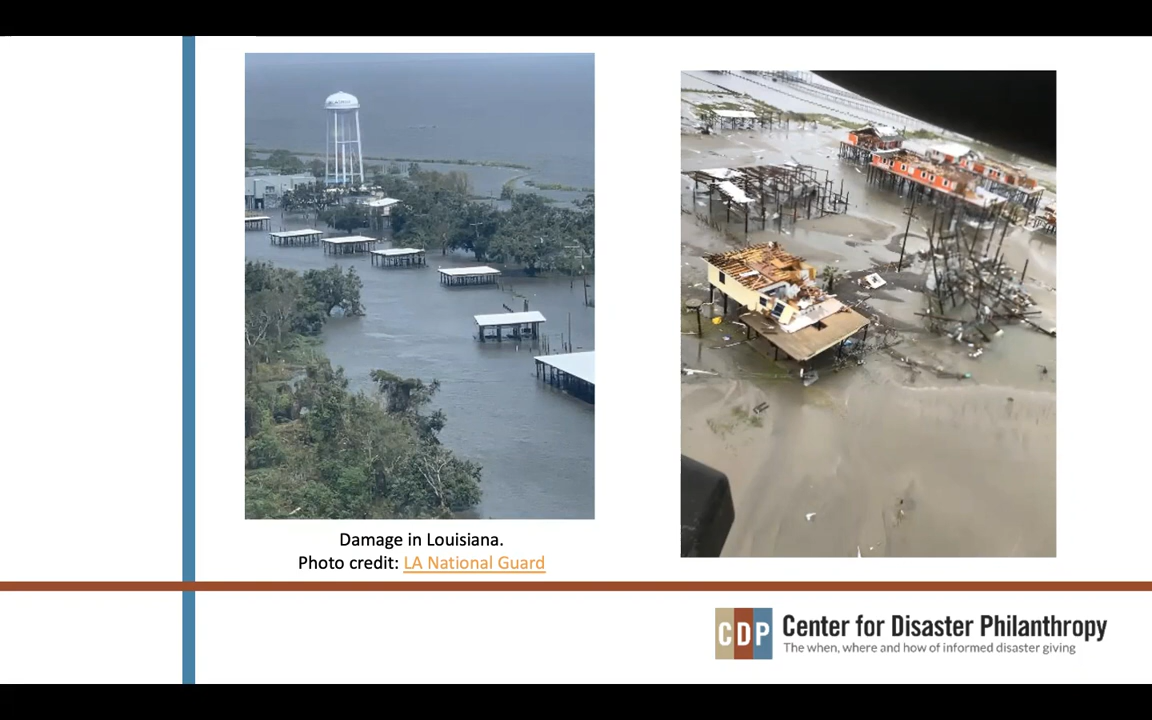 Damage in Louisiana.
Photo credit: LA National Guard
CDP
Center for Disaster Philanthropy
The when, where and how of informed disaster giving